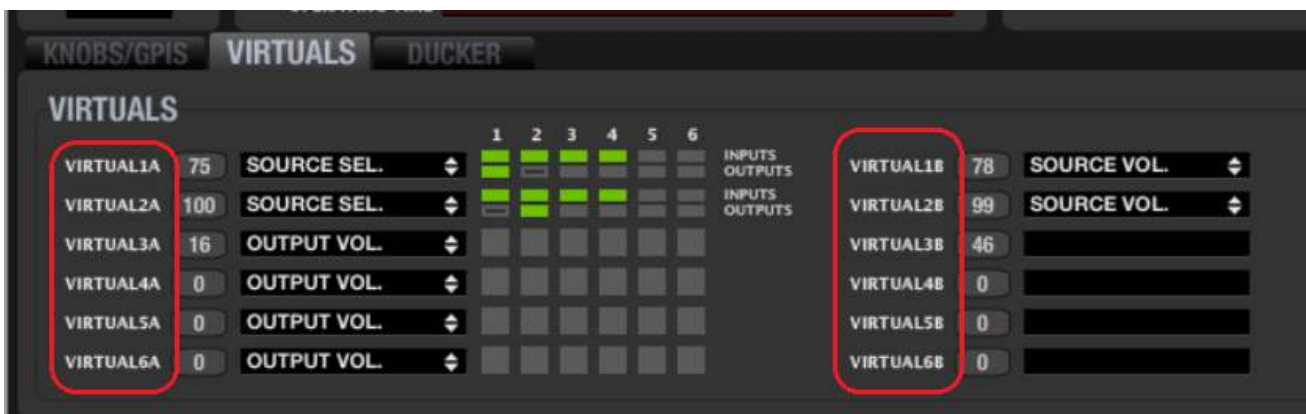 KNOBS/GPIS VIRTUALS DUCKER
VIRTUALS
1 2 3 4 5 6
VIRTUAL1A 75 SOURCE SEL. INPUTS VIRTUAL1B 78 SOURCE VOL.
OUTPUTS
VIRTUAL2A 100 SOURCE SEL. INPUTS VIRTUAL2B 99 SOURCE VOL.
OUTPUTS
VIRTUAL3A 16 OUTPUT VOL. VIRTUAL3B 46
VIRTUAL4A 0 OUTPUT VOL. VIRTUAL4B 0
VIRTUAL5A 0 OUTPUT VOL. VIRTUAL5B 0
VIRTUAL6A 0 OUTPUT VOL. VIRTUAL6B 0